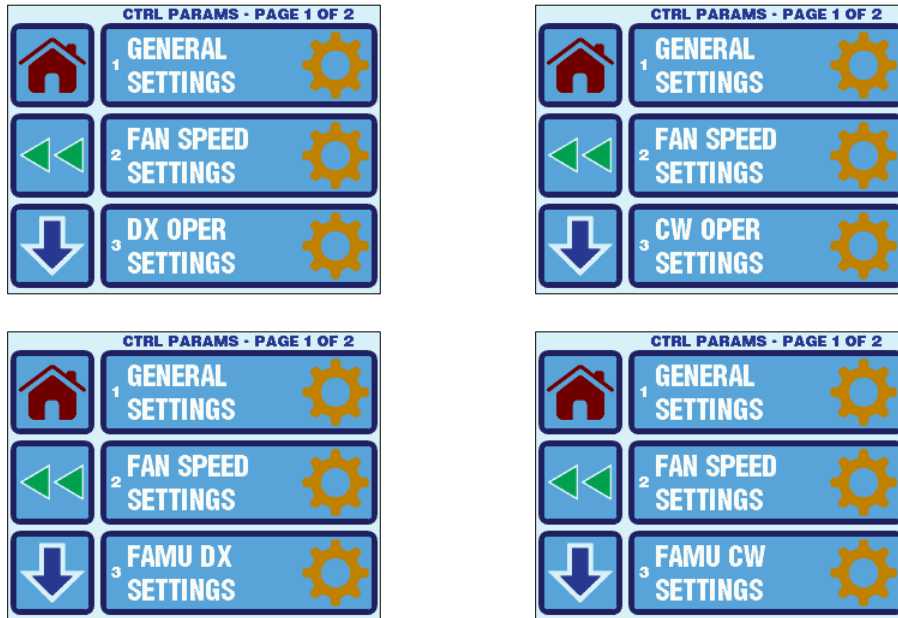 CTRL PARAMS - PAGE 1 OF 2
1 GENERAL
SETTINGS
2 FAN SPEED
SETTINGS
3 DX OPER
SETTINGS
CTRL PARAMS - PAGE 1 OF 2
1 GENERAL
SETTINGS
2 FAN SPEED
SETTINGS
3 CW OPER
SETTINGS
CTRL PARAMS - PAGE 1 OF 2
1 GENERAL
SETTINGS
2 FAN SPEED
SETTINGS
3 FAMU DX
SETTINGS
CTRL PARAMS - PAGE 1 OF 2
1 GENERAL
SETTINGS
2 FAN SPEED
SETTINGS
3 FAMU CW
SETTINGS